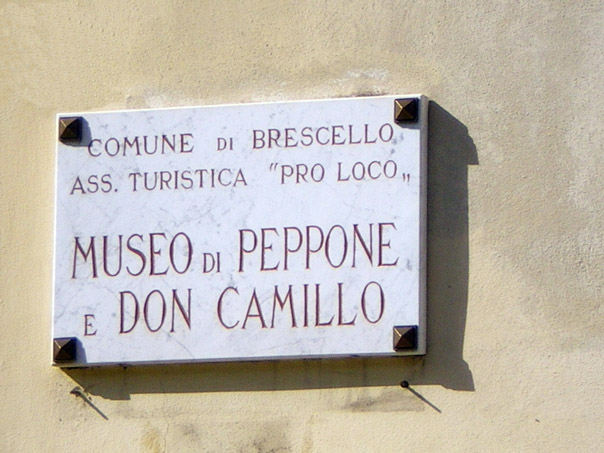 COMUNE DI BRESCELLO
ASS. TURISTICA "PRO LOCO„
MUSEO DI PEPPONE
E DON CAMILLO